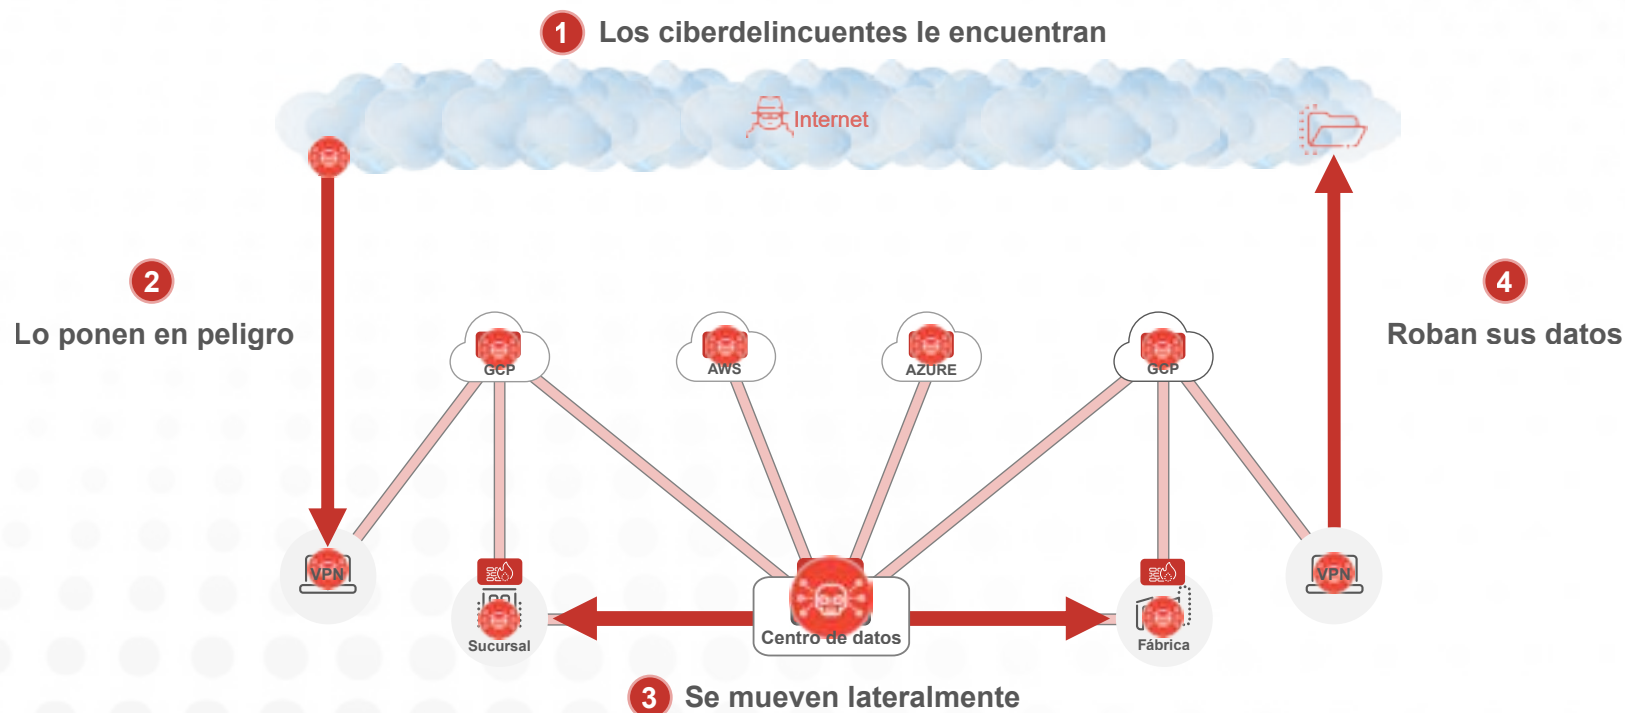 1 Los ciberdelincuentes le encuentran
Internet
2
Lo ponen en peligro
4
Roban sus datos
GCP
AWS
AZURE
GCP
VPN
VPN
Sucursal
Centro de datos
Fábrica
3 Se mueven lateralmente